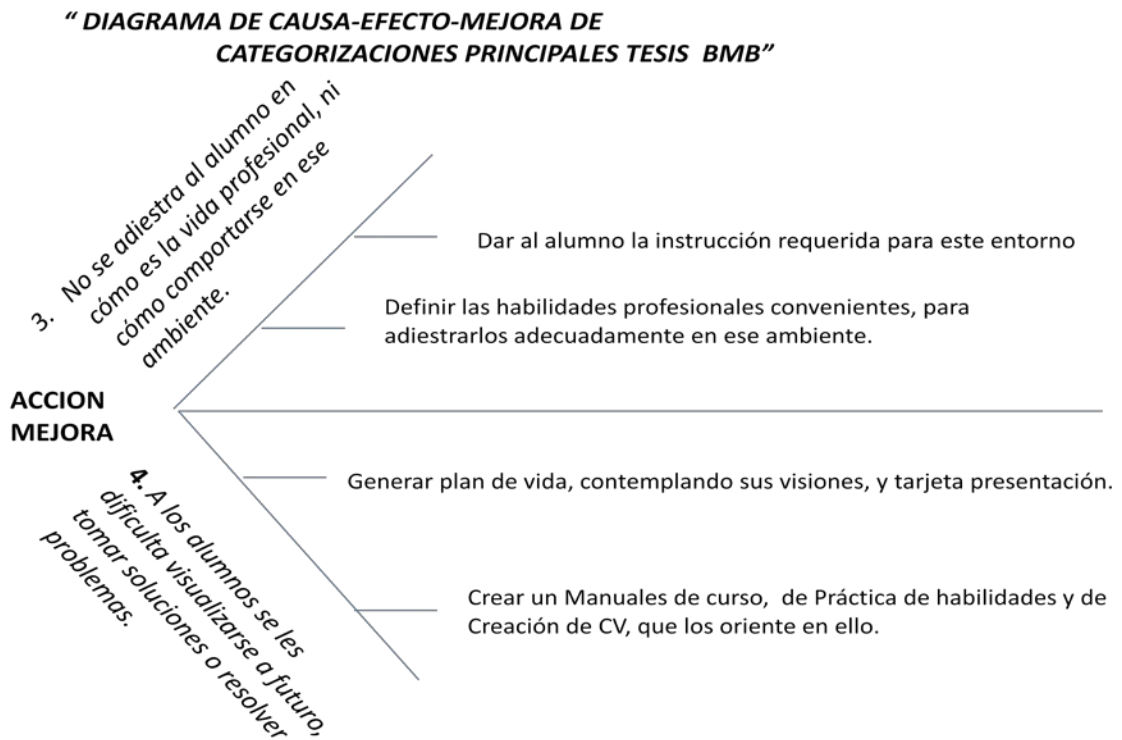 “ DIAGRAMA DE CAUSA-EFECTO-MEJORA DE
CATEGORIZACIONES PRINCIPALES TESIS  BMB”
3. No se adiestra al alumno en
cómo es la vida profesional, ni
cómo comportarse en ese
ambiente.
Dar al alumno la instrucción requerida para este entorno
Definir las habilidades profesionales convenientes, para
adiestrarlos adecuadamente en ese ambiente.
ACCION
MEJORA
4. A los alumnos se les
dificulta visualizarse a futuro,
tomar soluciones o resolver
problemas.
Generar plan de vida, contemplando sus visiones, y tarjeta presentación.
Crear un Manuales de curso,  de Práctica de habilidades y de
Creación de CV, que los oriente en ello.